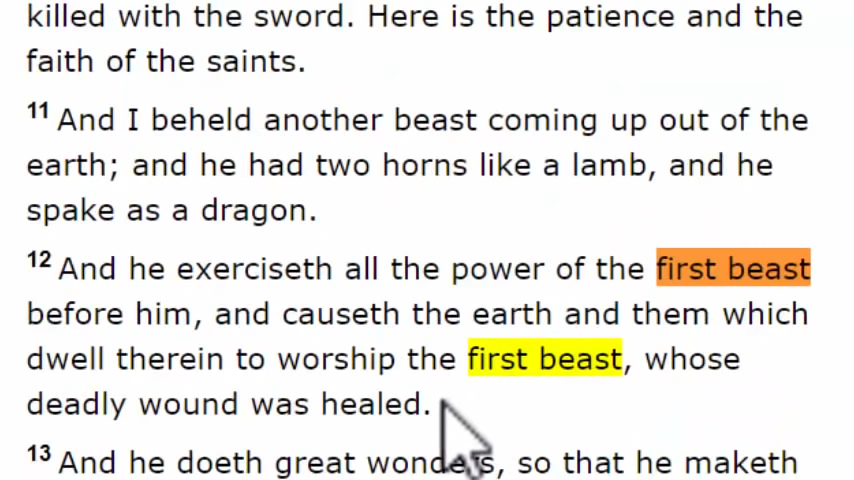 killed with the sword. Here is the patience and the
faith of the saints.
11 And I beheld another beast coming up out of the
earth; and he had two horns like a lamb, and he
spake as a dragon.
12 And he exerciseth all the power of the first beast
before him, and causeth the earth and them which
dwell therein to worship the first beast, whose
deadly wound was healed.
13 And he doeth great wonders, so that he maketh